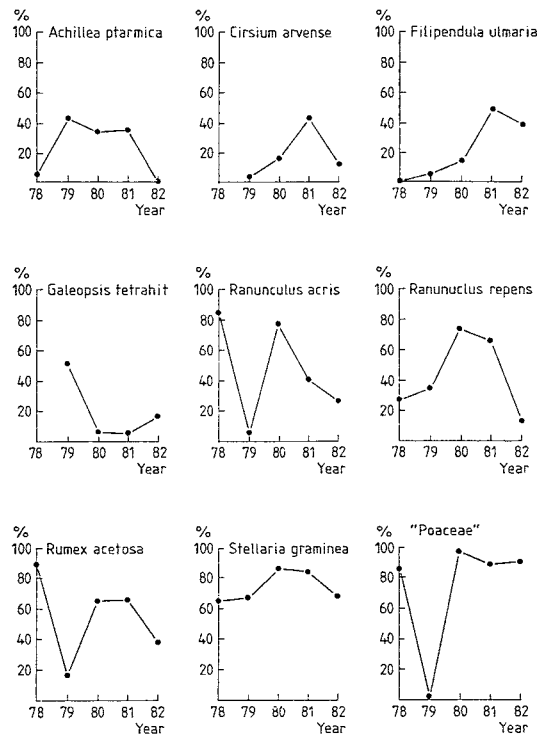 % Achillea ptarmica
100
80
60
40
20
78 79 80 81 82
Year
% Cirsium arvense
100
80
60
40
20
78 79 80 81 82
Year
% Filipendula ulmaria
100
80
60
40
20
78 79 80 81 82
Year
% Galeopsis tetrahit
100
80
60
40
20
78 79 80 81 82
Year
% Ranunculus acris
100
80
60
40
20
78 79 80 81 82
Year
% Ranunuclus repens
100
80
60
40
20
78 79 80 81 82
Year
% Rumex acetosa
100
80
60
40
20
78 79 80 81 82
Year
% Stellaria graminea
100
80
60
40
20
78 79 80 81 82
Year
% "Poaceae"
100
80
60
40
20
78 79 80 81 82
Year